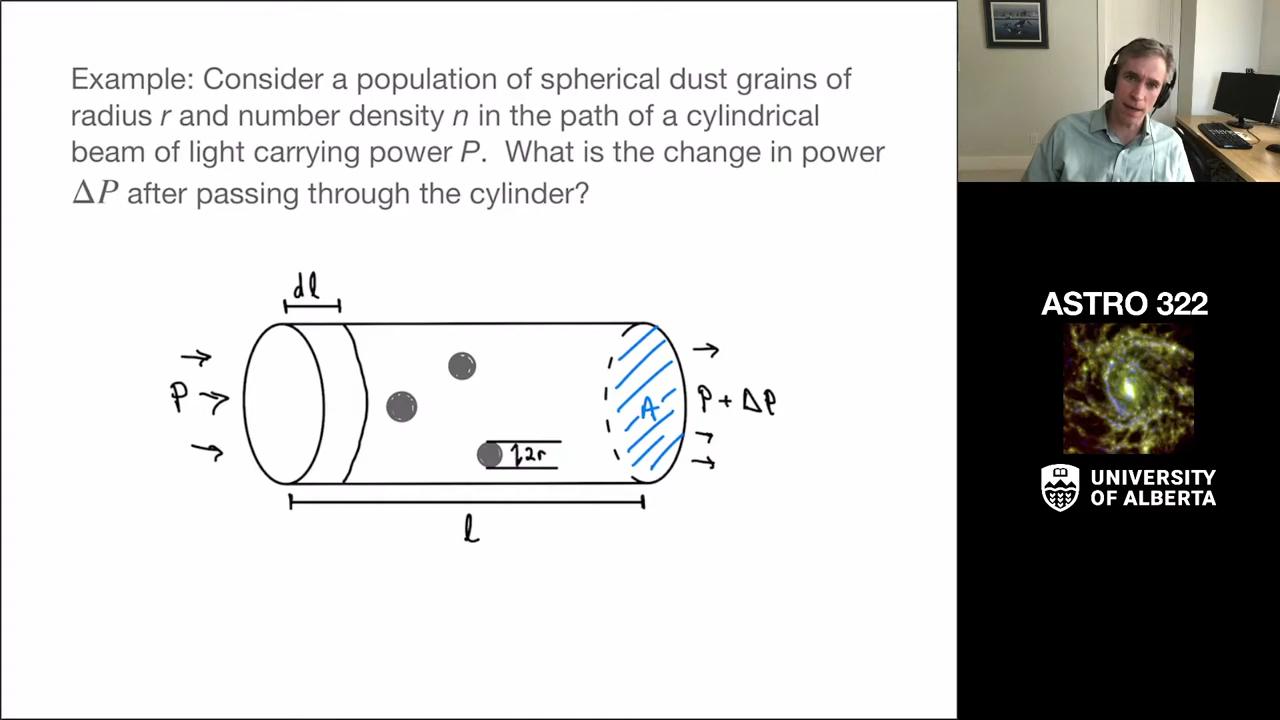 Example: Consider a population of spherical dust grains of
radius r and number density n in the path of a cylindrical
beam of light carrying power P. What is the change in power
ΔP after passing through the cylinder?
dl
P
A
P + ΔP
2r
l
ASTRO 322
UNIVERSITY
OF ALBERTA